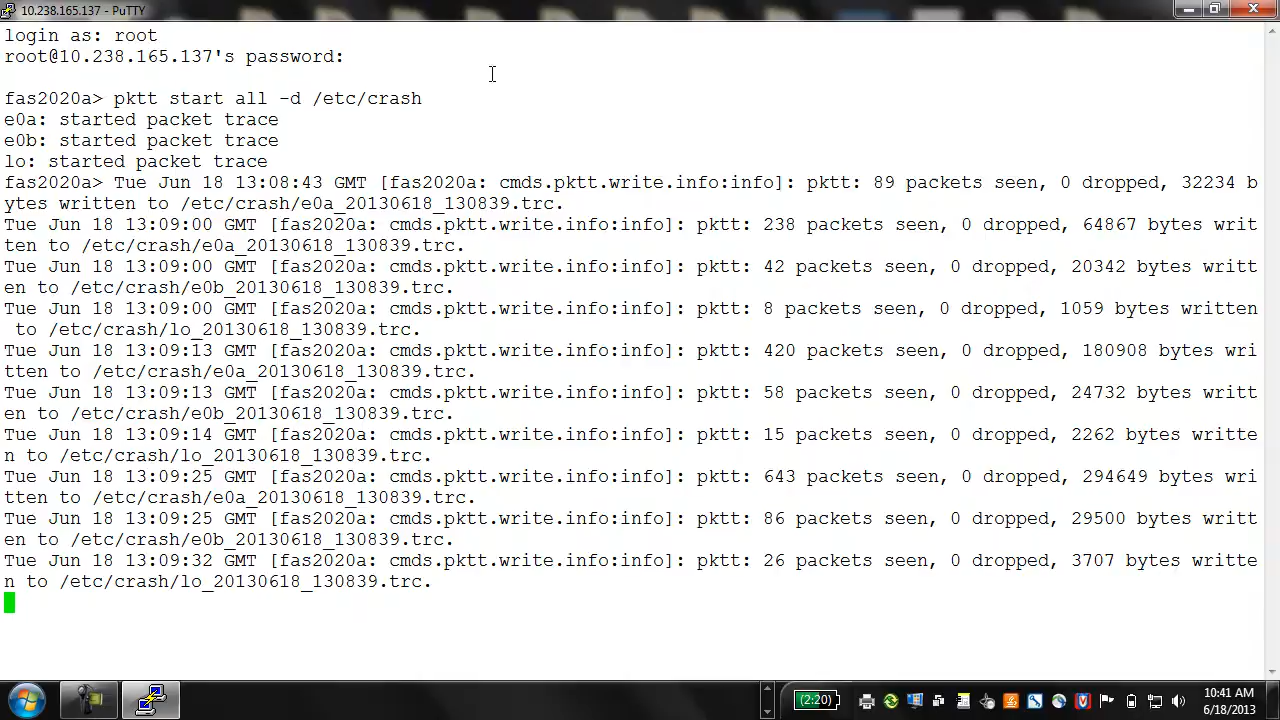 10.238.165.137 - PuTTY
login as: root
root@10.238.165.137's password:
fas2020a> pktt start all -d /etc/crash
e0a: started packet trace
e0b: started packet trace
lo: started packet trace
fas2020a> Tue Jun 18 13:08:43 GMT [fas2020a: cmds.pktt.write.info:info]: pktt: 89 packets seen, 0 dropped, 32234 b
ytes written to /etc/crash/e0a_20130618_130839.trc.
Tue Jun 18 13:09:00 GMT [fas2020a: cmds.pktt.write.info:info]: pktt: 238 packets seen, 0 dropped, 64867 bytes writ
ten to /etc/crash/e0a_20130618_130839.trc.
Tue Jun 18 13:09:00 GMT [fas2020a: cmds.pktt.write.info:info]: pktt: 42 packets seen, 0 dropped, 20342 bytes writt
en to /etc/crash/e0b_20130618_130839.trc.
Tue Jun 18 13:09:00 GMT [fas2020a: cmds.pktt.write.info:info]: pktt: 8 packets seen, 0 dropped, 1059 bytes written
 to /etc/crash/lo_20130618_130839.trc.
Tue Jun 18 13:09:13 GMT [fas2020a: cmds.pktt.write.info:info]: pktt: 420 packets seen, 0 dropped, 180908 bytes wri
tten to /etc/crash/e0a_20130618_130839.trc.
Tue Jun 18 13:09:13 GMT [fas2020a: cmds.pktt.write.info:info]: pktt: 58 packets seen, 0 dropped, 24732 bytes writt
en to /etc/crash/e0b_20130618_130839.trc.
Tue Jun 18 13:09:14 GMT [fas2020a: cmds.pktt.write.info:info]: pktt: 15 packets seen, 0 dropped, 2262 bytes writte
n to /etc/crash/lo_20130618_130839.trc.
Tue Jun 18 13:09:25 GMT [fas2020a: cmds.pktt.write.info:info]: pktt: 643 packets seen, 0 dropped, 294649 bytes wri
tten to /etc/crash/e0a_20130618_130839.trc.
Tue Jun 18 13:09:25 GMT [fas2020a: cmds.pktt.write.info:info]: pktt: 86 packets seen, 0 dropped, 29500 bytes writt
en to /etc/crash/e0b_20130618_130839.trc.
Tue Jun 18 13:09:32 GMT [fas2020a: cmds.pktt.write.info:info]: pktt: 26 packets seen, 0 dropped, 3707 bytes writte
n to /etc/crash/lo_20130618_130839.trc.
(2:20)
10:41 AM
6/18/2013